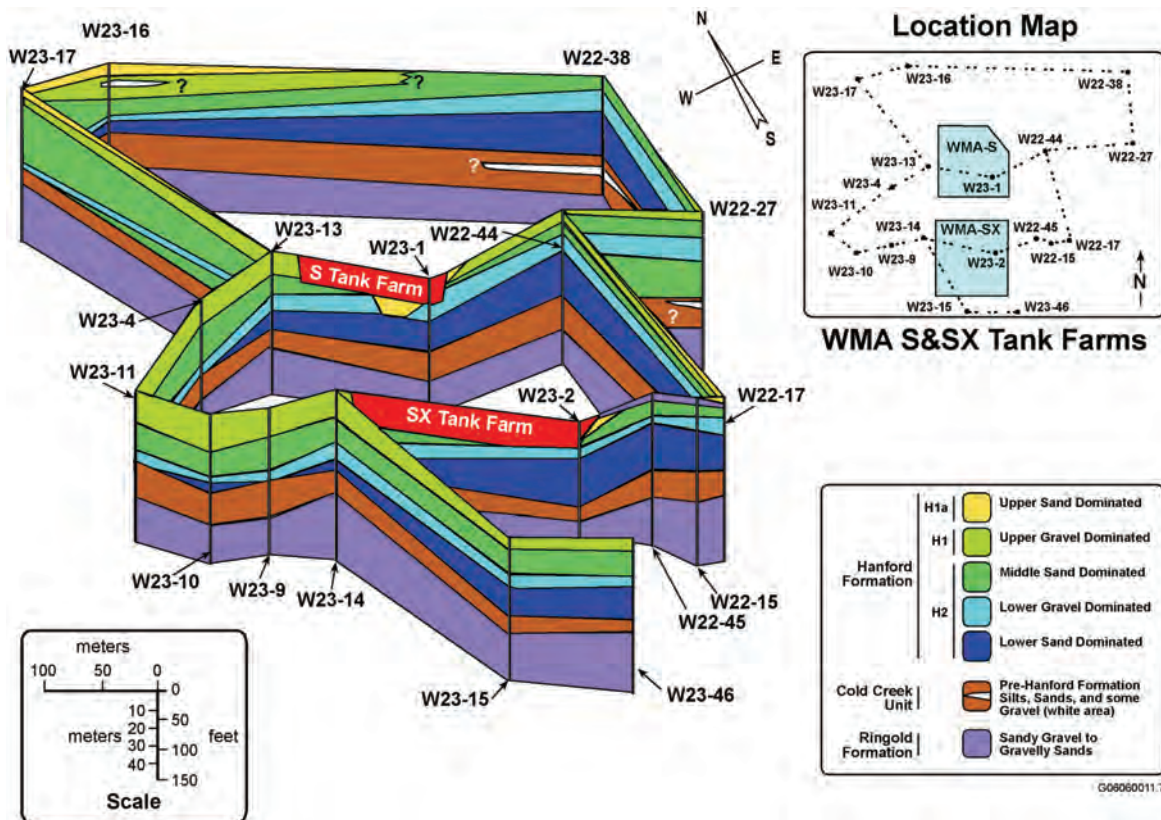 W23-16
W23-17
W22-38
?
?
?
W22-27
W23-13
W23-1
W22-44
S Tank Farm
?
W23-4
W23-11
W23-2
SX Tank Farm
W22-17
W23-10
W23-9
W23-14
W22-15
W22-45
W23-15
W23-46
N
E
W
S
Location Map
W23-16
W23-17
W22-38
WMA-S
W22-44
W22-27
W23-13
W23-1
W23-4
W23-11
W23-14
WMA-SX
W22-45
W22-17
W22-15
W23-10
W23-9
W23-2
W23-15
W23-46
N
WMA S&SX Tank Farms
Hanford
Formation
H1a
Upper Sand Dominated
H1
Upper Gravel Dominated
H2
Middle Sand Dominated
Lower Gravel Dominated
Lower Sand Dominated
Cold Creek
Unit
Pre-Hanford Formation
Silts, Sands, and some
Gravel (white area)
Ringold
Formation
Sandy Gravel to
Gravelly Sands
meters
100 50 0
0
10
20
meters 30
40
50
100
150
feet
Scale